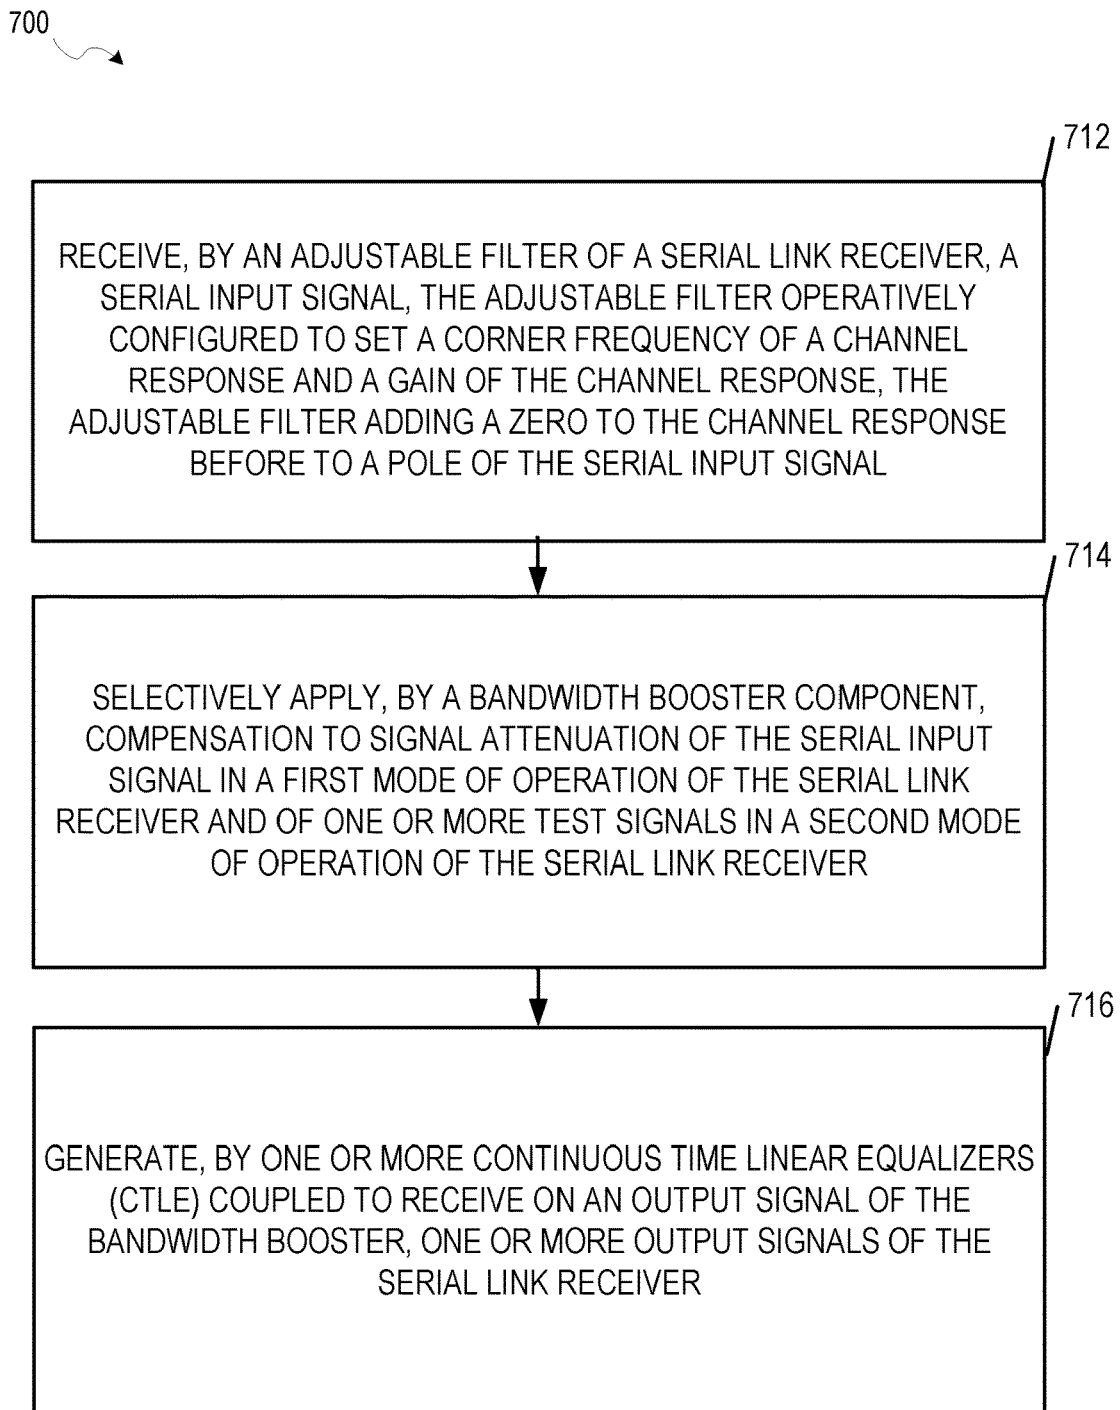 700
712
RECEIVE, BY AN ADJUSTABLE FILTER OF A SERIAL LINK RECEIVER, A
SERIAL INPUT SIGNAL, THE ADJUSTABLE FILTER OPERATIVELY
CONFIGURED TO SET A CORNER FREQUENCY OF A CHANNEL
RESPONSE AND A GAIN OF THE CHANNEL RESPONSE, THE
ADJUSTABLE FILTER ADDING A ZERO TO THE CHANNEL RESPONSE
BEFORE TO A POLE OF THE SERIAL INPUT SIGNAL
714
SELECTIVELY APPLY, BY A BANDWIDTH BOOSTER COMPONENT,
COMPENSATION TO SIGNAL ATTENUATION OF THE SERIAL INPUT
SIGNAL IN A FIRST MODE OF OPERATION OF THE SERIAL LINK
RECEIVER AND OF ONE OR MORE TEST SIGNALS IN A SECOND MODE
OF OPERATION OF THE SERIAL LINK RECEIVER
716
GENERATE, BY ONE OR MORE CONTINUOUS TIME LINEAR EQUALIZERS
(CTLE) COUPLED TO RECEIVE ON AN OUTPUT SIGNAL OF THE
BANDWIDTH BOOSTER, ONE OR MORE OUTPUT SIGNALS OF THE
SERIAL LINK RECEIVER